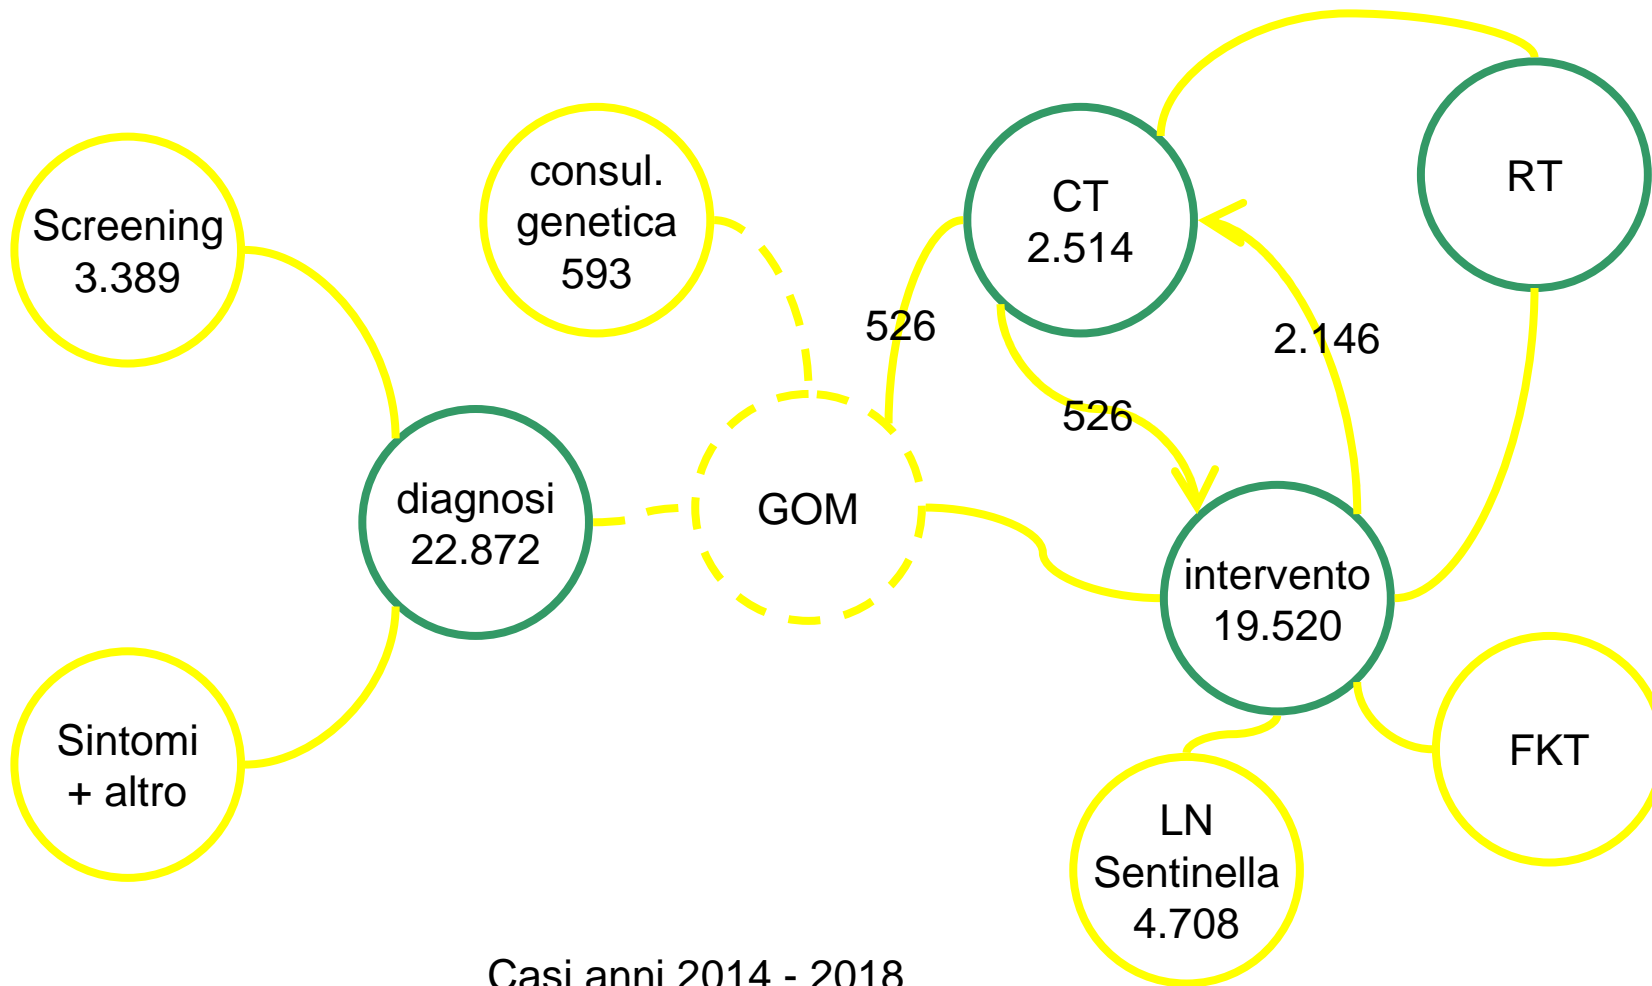 Screening
3.389
consul.
genetica
593
CT
2.514
RT
526
2.146
526
diagnosi
22.872
GOM
intervento
19.520
Sintomi
+ altro
FKT
LN
Sentinella
4.708
Casi anni 2014 - 2018